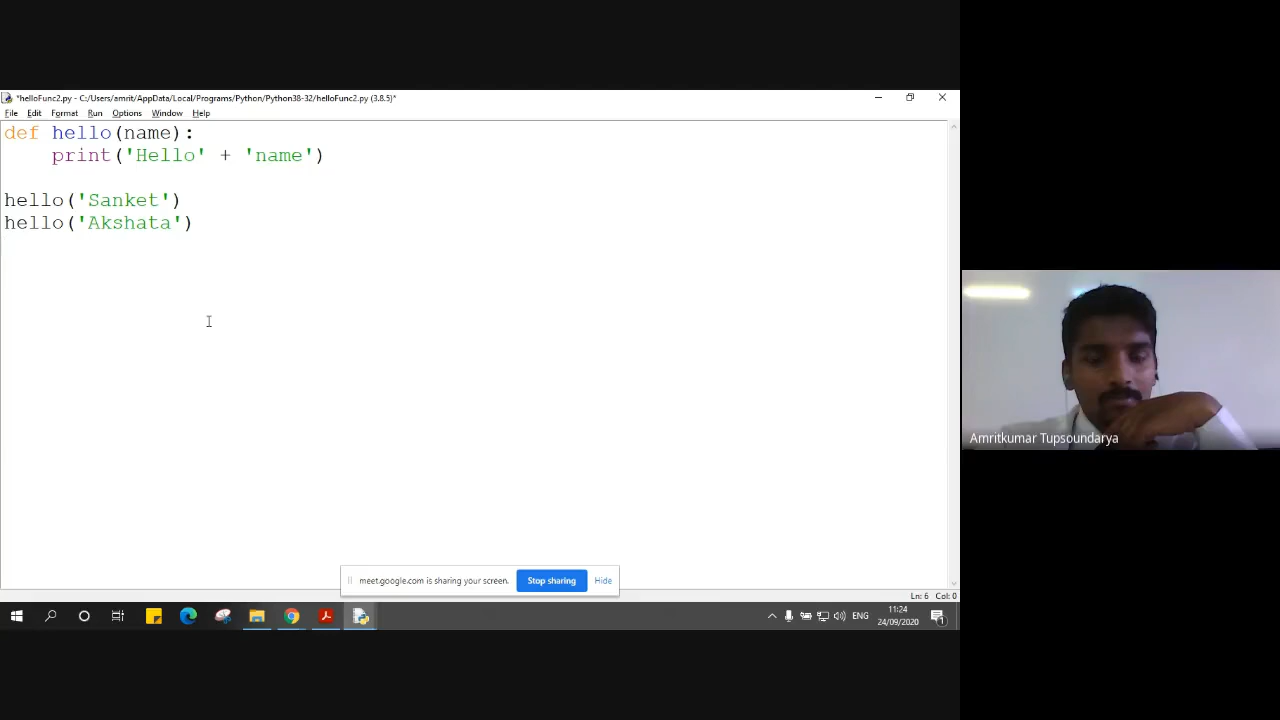 *helloFunc2.py - C:/Users/amrit/AppData/Local/Programs/Python/Python38-32/helloFunc2.py (3.8.5)*
File Edit Format Run Options Window Help
def hello(name):
    print('Hello' + 'name')
hello('Sanket')
hello('Akshata')
Amritkumar Tupsoundarya
meet.google.com is sharing your screen. Stop sharing Hide
Ln: 6 Col: 0
ENG 11:24
24/09/2020
1